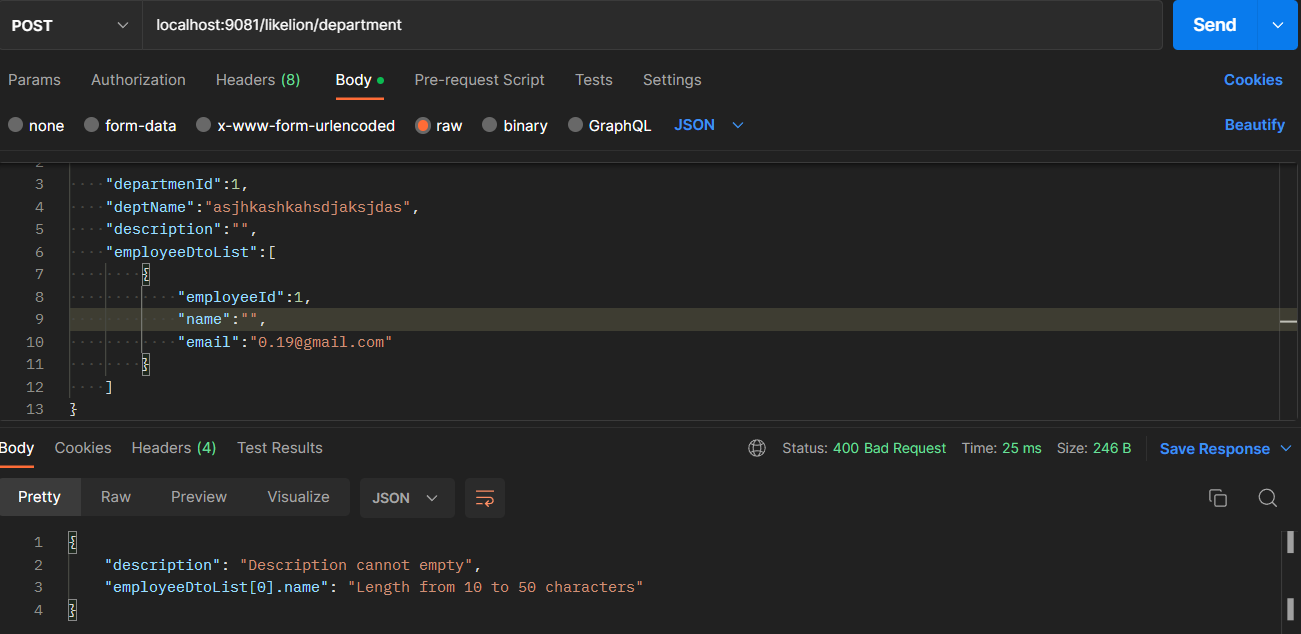 POST localhost:9081/likelion/department Send
Params Authorization Headers (8) Body Pre-request Script Tests Settings Cookies
none form-data x-www-form-urlencoded raw binary GraphQL JSON Beautify
2
3 "departmenId":1,
4 "deptName":"asjhkashkahsdjaksjdas",
5 "description":"",
6 "employeeDtoList":[
7 {
8 "employeeId":1,
9 "name":"",
10 "email":"0.19@gmail.com"
11 }
12 ]
13 }
Body Cookies Headers (4) Test Results Status: 400 Bad Request Time: 25 ms Size: 246 B Save Response
Pretty Raw Preview Visualize JSON
1 {
2 "description": "Description cannot empty",
3 "employeeDtoList[0].name": "Length from 10 to 50 characters"
4 }